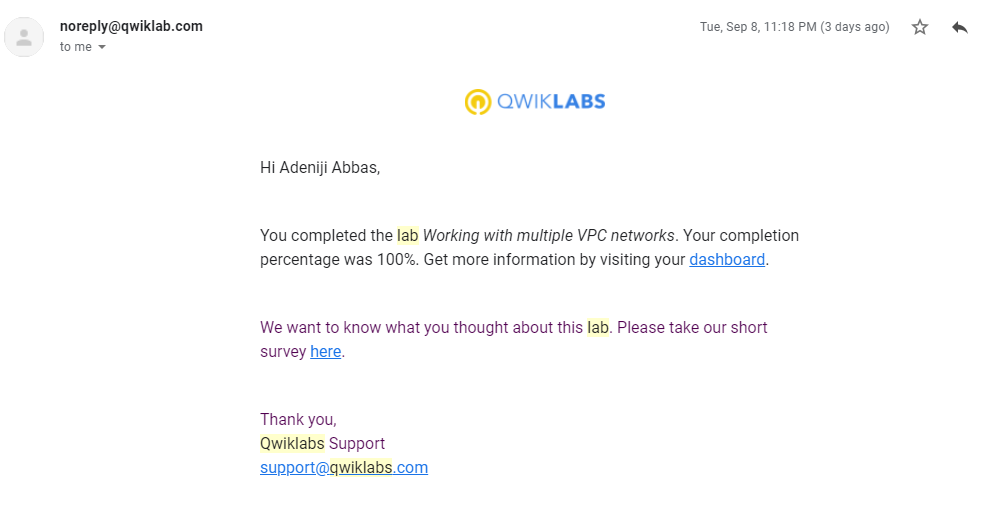 noreply@qwiklab.com
Tue, Sep 8, 11:18 PM (3 days ago)
to me
QWIKLABS
Hi Adeniji Abbas,
You completed the lab Working with multiple VPC networks. Your completion
percentage was 100%. Get more information by visiting your dashboard.
We want to know what you thought about this lab. Please take our short
survey here.
Thank you,
Qwiklabs Support
support@qwiklabs.com